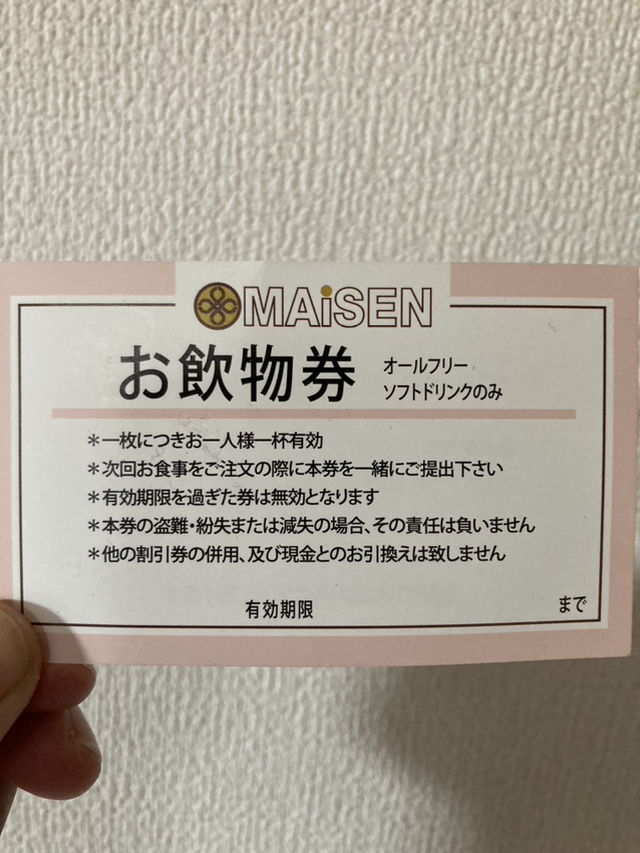 MAiSEN
お飲物券
オールフリー
ソフトドリンクのみ
＊一枚につきお一人様一杯有効
＊次回お食事をご注文の際に本券を一緒にご提出下さい
＊有効期限を過ぎた券は無効となります
＊本券の盗難・紛失または減失の場合、その責任は負いません
＊他の割引券の併用、及び現金とのお引換えは致しません
有効期限 まで